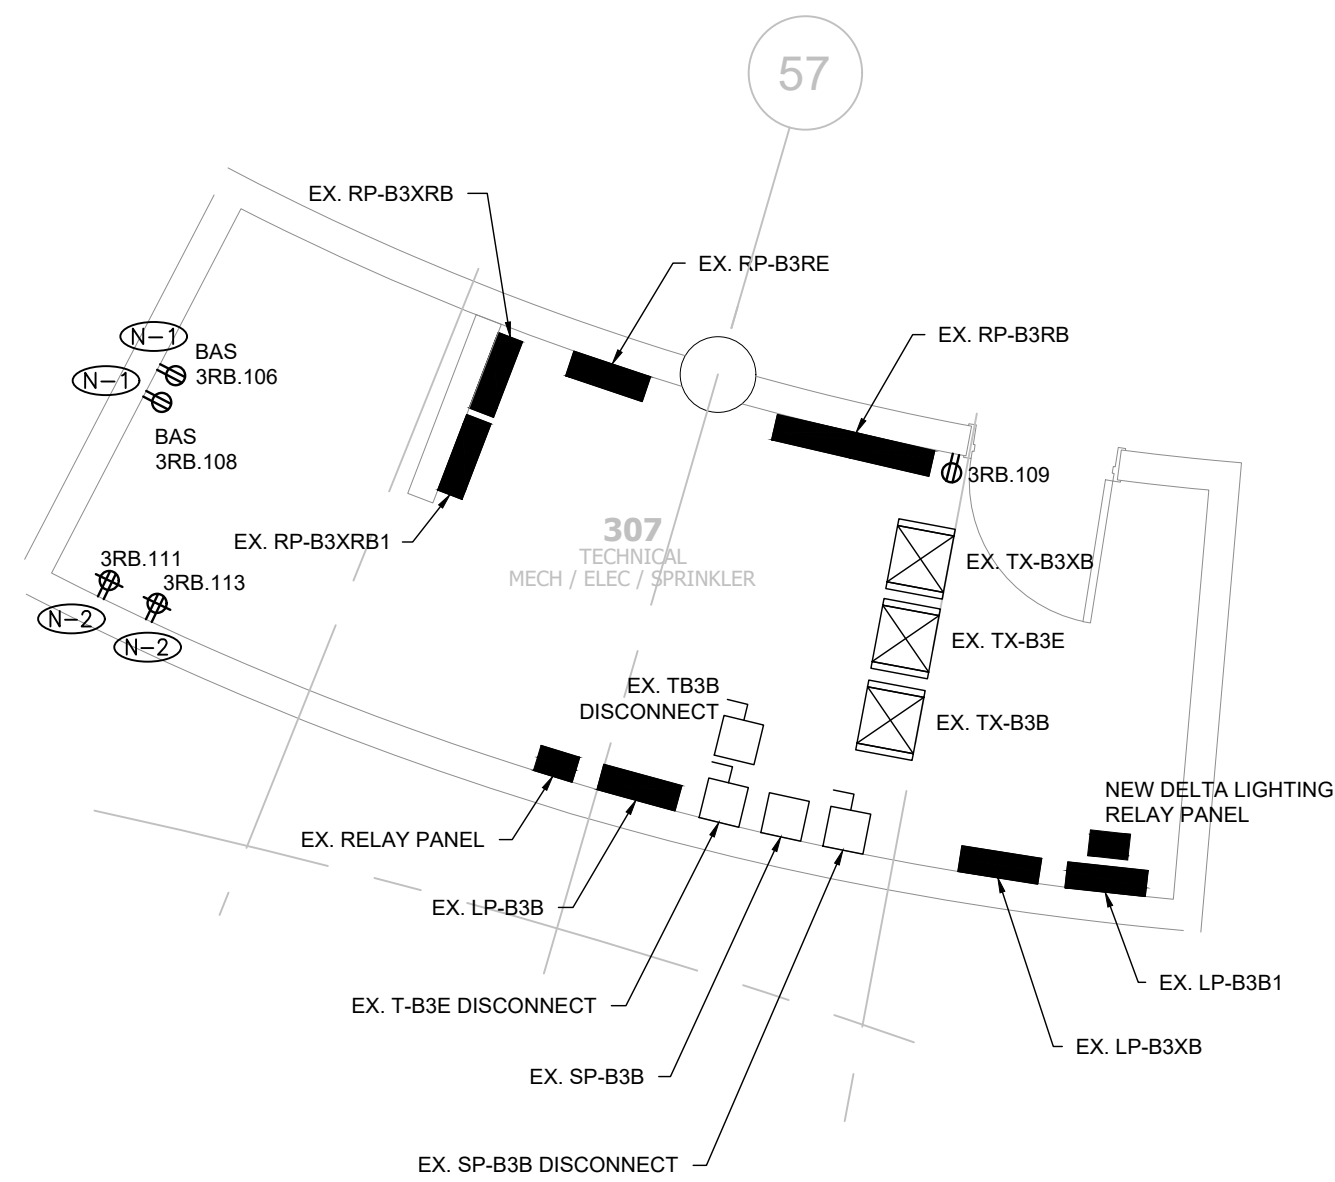 57
EX. RP-B3XRB
EX. RP-B3RE
EX. RP-B3RB
N-1
BAS
3RB.106
N-1
BAS
3RB.108
3RB.109
EX. RP-B3XRB1
307
TECHNICAL
MECH / ELEC / SPRINKLER
EX. TX-B3XB
3RB.111
3RB.113
N-2
N-2
EX. TX-B3E
EX. TB3B
DISCONNECT
EX. TX-B3B
NEW DELTA LIGHTING
RELAY PANEL
EX. RELAY PANEL
EX. LP-B3B
EX. LP-B3B1
EX. T-B3E DISCONNECT
EX. LP-B3XB
EX. SP-B3B
EX. SP-B3B DISCONNECT